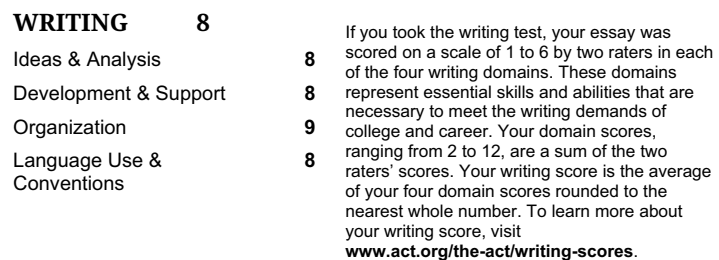 WRITING 8
Ideas & Analysis 8
Development & Support 8
Organization 9
Language Use & 8
Conventions
If you took the writing test, your essay was
scored on a scale of 1 to 6 by two raters in each
of the four writing domains. These domains
represent essential skills and abilities that are
necessary to meet the writing demands of
college and career. Your domain scores,
ranging from 2 to 12, are a sum of the two
raters' scores. Your writing score is the average
of your four domain scores rounded to the
nearest whole number. To learn more about
your writing score, visit
www.act.org/the-act/writing-scores.